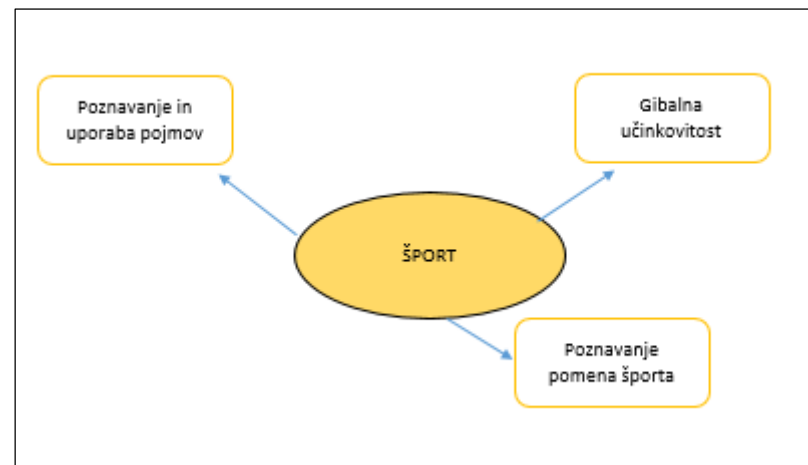 Poznavanje in
uporaba pojmov
Gibalna
učinkovitost
ŠPORT
Poznavanje
pomena športa